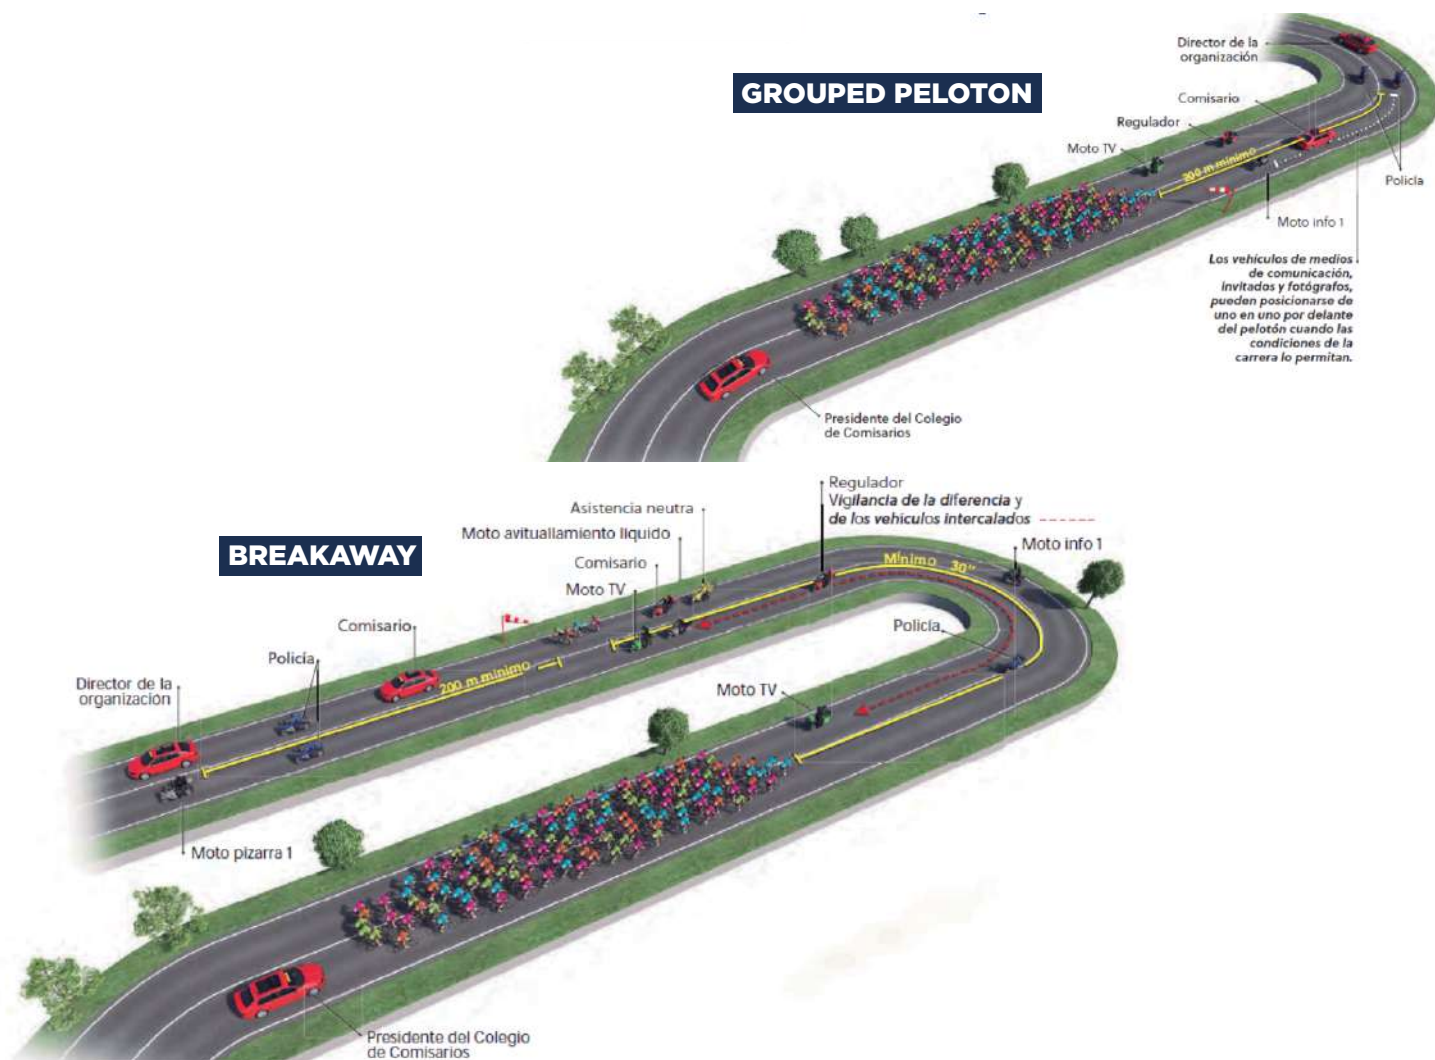 GROUPED PELOTON
Director de la
organización
Comisario
Regulador
Moto TV
200 m mínimo
Policía
Moto info 1
Los vehículos de medios
de comunicación,
invitados y fotógrafos,
pueden posicionarse de
uno en uno por delante
del pelotón cuando las
condiciones de la
carrera lo permitan.
Presidente del Colegio
de Comisarios
BREAKAWAY
Regulador
Vigilancia de la diferencia y
de los vehículos intercalados
Asistencia neutra
Moto avituallamiento líquido
Comisario
Moto TV
Mínimo 30"
Moto info 1
Comisario
Policía
Policía
Director de la
organización
200 m mínimo
Moto TV
Moto pizarra 1
Presidente del Colegio
de Comisarios